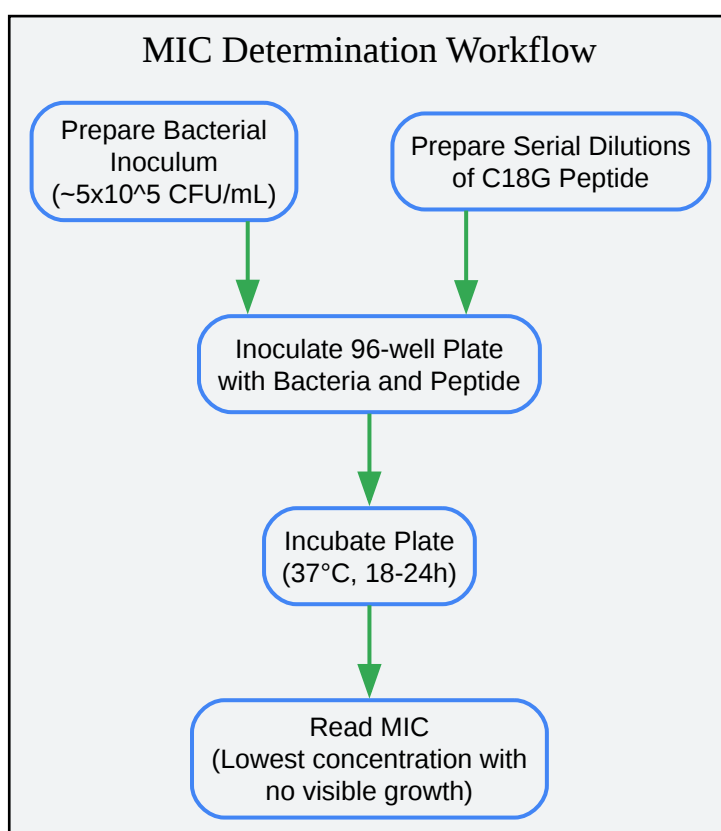 MIC Determination Workflow
Prepare Bacterial
Inoculum
(~5x10^5 CFU/mL)
Prepare Serial Dilutions
of C18G Peptide
Inoculate 96-well Plate
with Bacteria and Peptide
Incubate Plate
(37°C, 18-24h)
Read MIC
(Lowest concentration with
no visible growth)